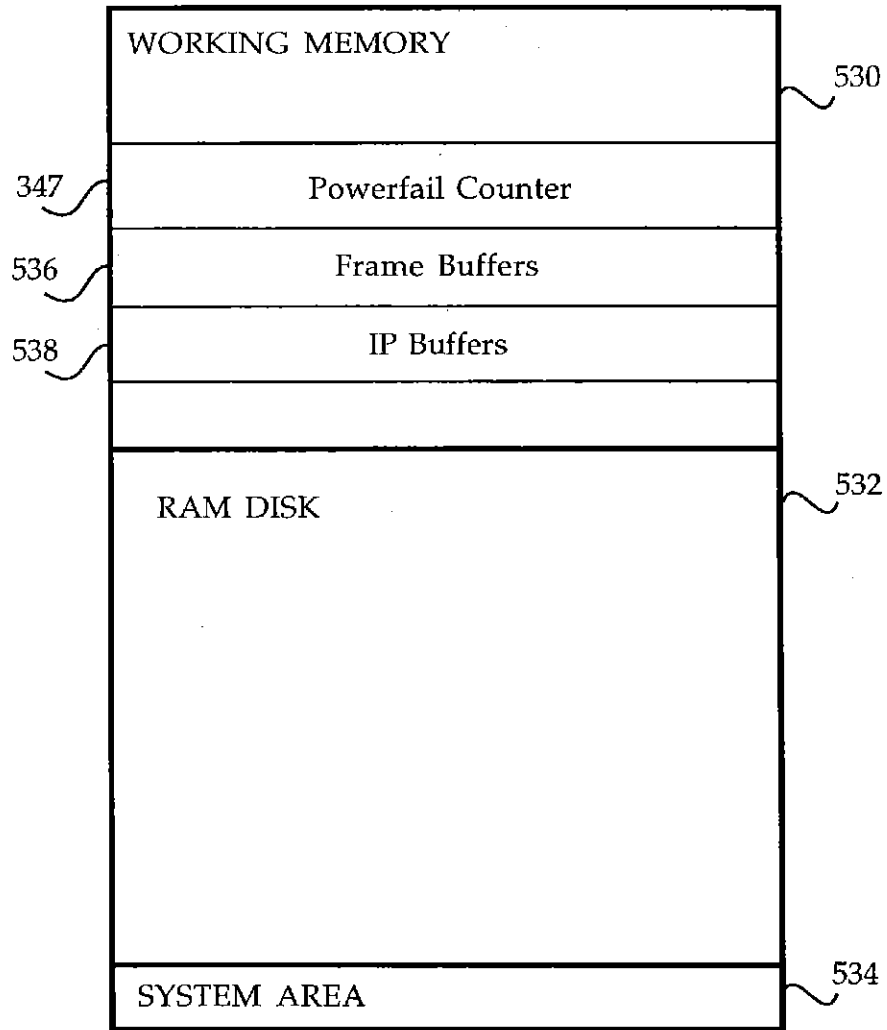 WORKING MEMORY
530
347
Powerfail Counter
536
Frame Buffers
538
IP Buffers
532
RAM DISK
534
SYSTEM AREA